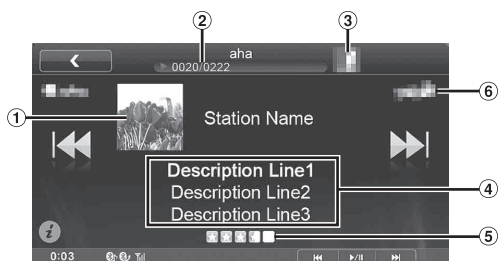 2
3
aha
0020/0222
6
1
Station Name
Description Line1
Description Line2
Description Line3
4
5
i
0:03